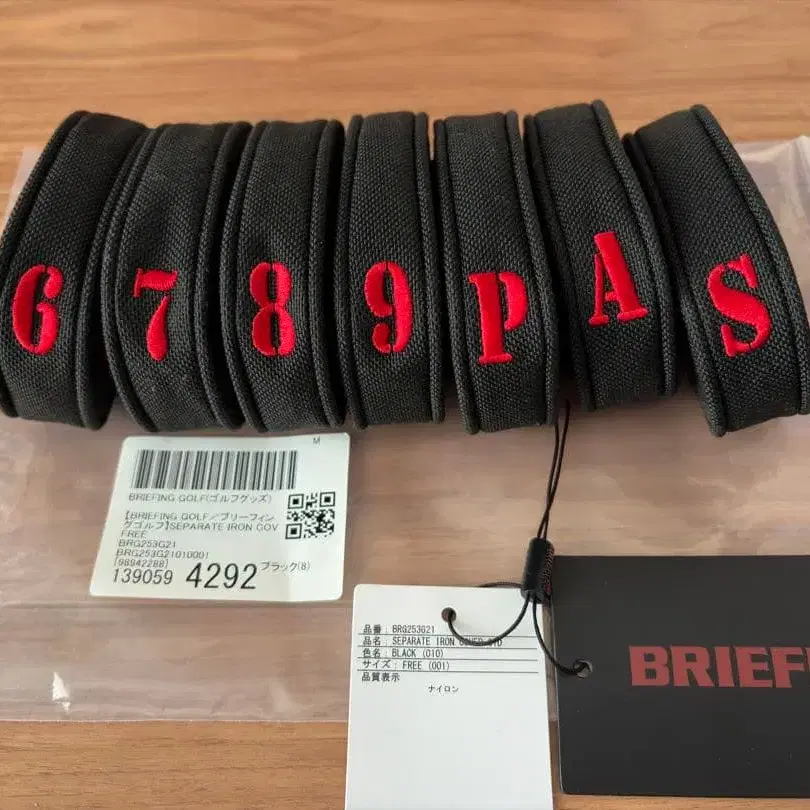 6
7
8
9
P
A
S
M
BRIEFING GOLF(ゴルフグッズ)
【BRIEFING GOLF／ブリーフィン
グゴルフ】SEPARATE IRON COV
FREE
BRG253G21
BRG253G21010001
[98942288]
139059 4292 ブラック(8)
品番 : BRG253G21
品名 : SEPARATE IRON COVER
色名 : BLACK (010)
サイズ : FREE (001)
品質表示
ナイロン
BRIEF